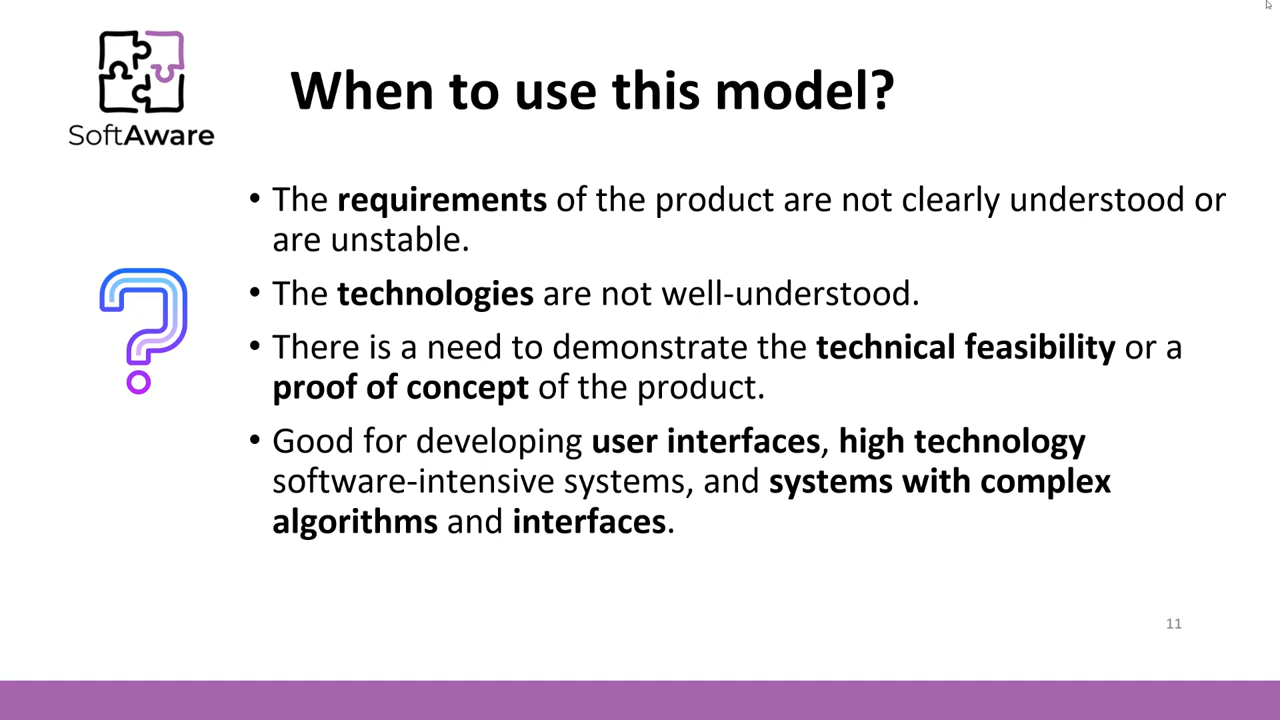 SoftAware
When to use this model?
• The requirements of the product are not clearly understood or
are unstable.
• The technologies are not well-understood.
• There is a need to demonstrate the technical feasibility or a
proof of concept of the product.
• Good for developing user interfaces, high technology
software-intensive systems, and systems with complex
algorithms and interfaces.
11